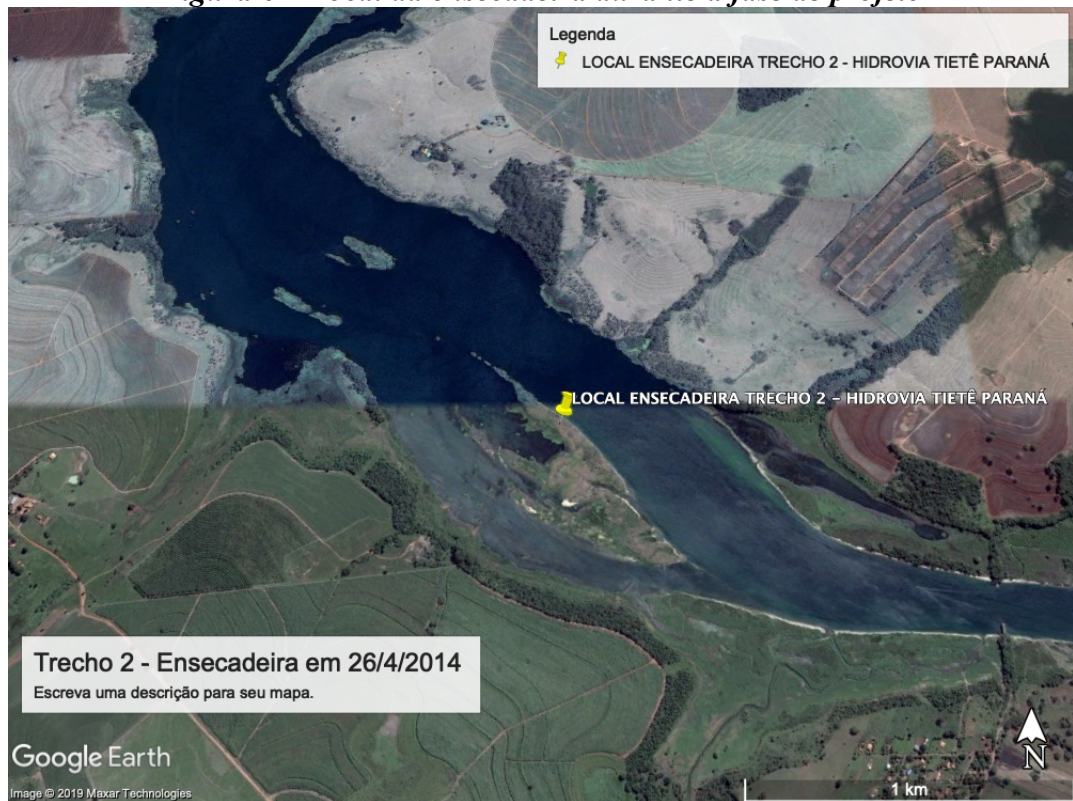 Legenda
LOCAL ENSECADEIRA TRECHO 2 - HIDROVIA TIETÊ PARANÁ
LOCAL ENSECADEIRA TRECHO 2 - HIDROVIA TIETÊ PARANÁ
Trecho 2 - Ensecadeira em 26/4/2014
Escreva uma descrição para seu mapa.
Google Earth
N
Image © 2019 Maxar Technologies
1 km